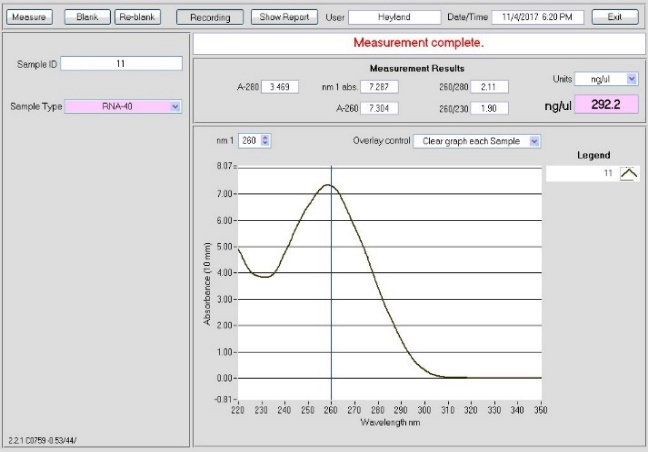 Measure Blank Re-blank Recording Show Report User Heyland Date/Time 11/4/2017 6:20 PM Exit
Measurement complete.
Sample ID 11
Sample Type RNA-40
Measurement Results
A-280 3.469 nm 1 abs. 7.287 260/280 2.11 Units ng/ul
A-260 7.304 260/230 1.90 ng/ul 292.2
nm 1 260 Overlay control Clear graph each Sample
Legend
11
Absorbance (10 mm)
8.07
7.00
6.00
5.00
4.00
3.00
2.00
1.00
0.00
-0.81
220 230 240 250 260 270 280 290 300 310 320 330 340 350
Wavelength nm
2.2.1 C0759 -0.53/44/